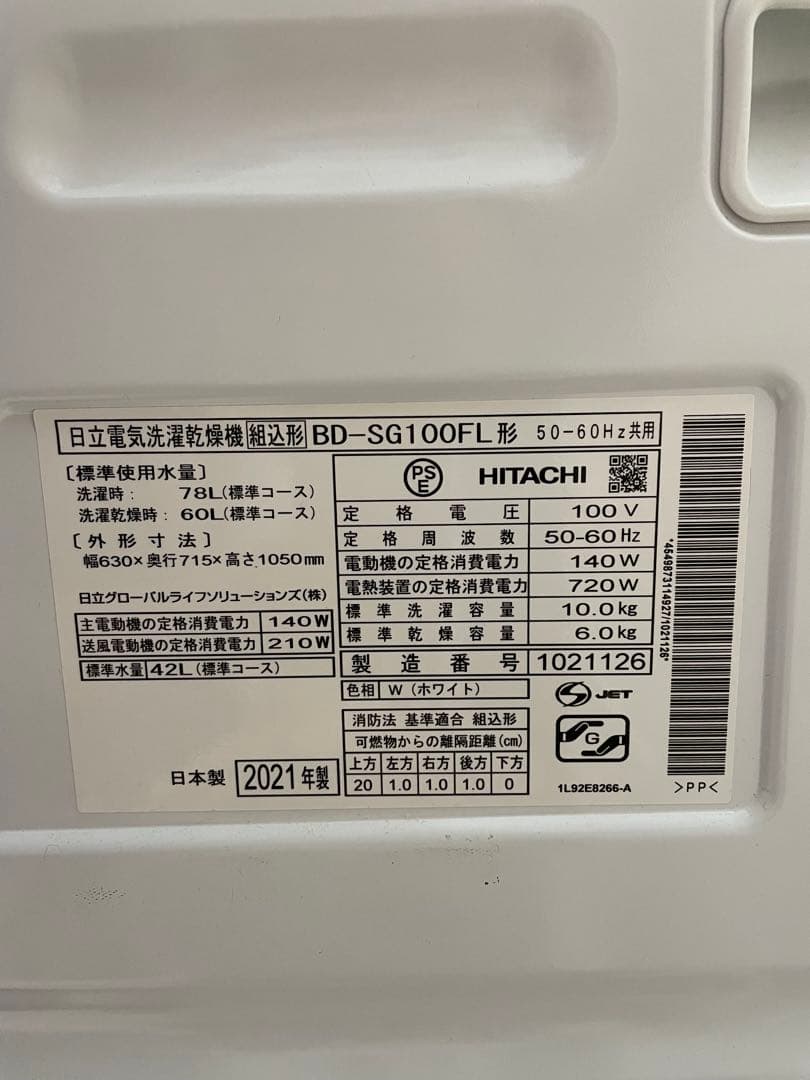 日立電気洗濯乾燥機 組込形 BD-SG100FL形 50-60Hz共用
〔標準使用水量〕
洗濯時： 78L(標準コース)
洗濯乾燥時： 60L(標準コース)
〔外形寸法〕
幅630×奥行715×高さ1050mm
日立グローバルライフソリューションズ(株)
主電動機の定格消費電力 140W
送風電動機の定格消費電力 210W
標準水量 42L(標準コース)
日本製 2021年製
PSE HITACHI
定格電圧 100V
定格周波数 50-60Hz
電動機の定格消費電力 140W
電熱装置の定格消費電力 720W
標準洗濯容量 10.0kg
標準乾燥容量 6.0kg
製造番号 1021126
色相 W(ホワイト)
消防法 基準適合 組込形
可燃物からの離隔距離(cm)
上方 左方 右方 後方 下方
20 1.0 1.0 1.0 0
S JET
G
1L92E8266-A
*4549873114927/1021126*
>PP<